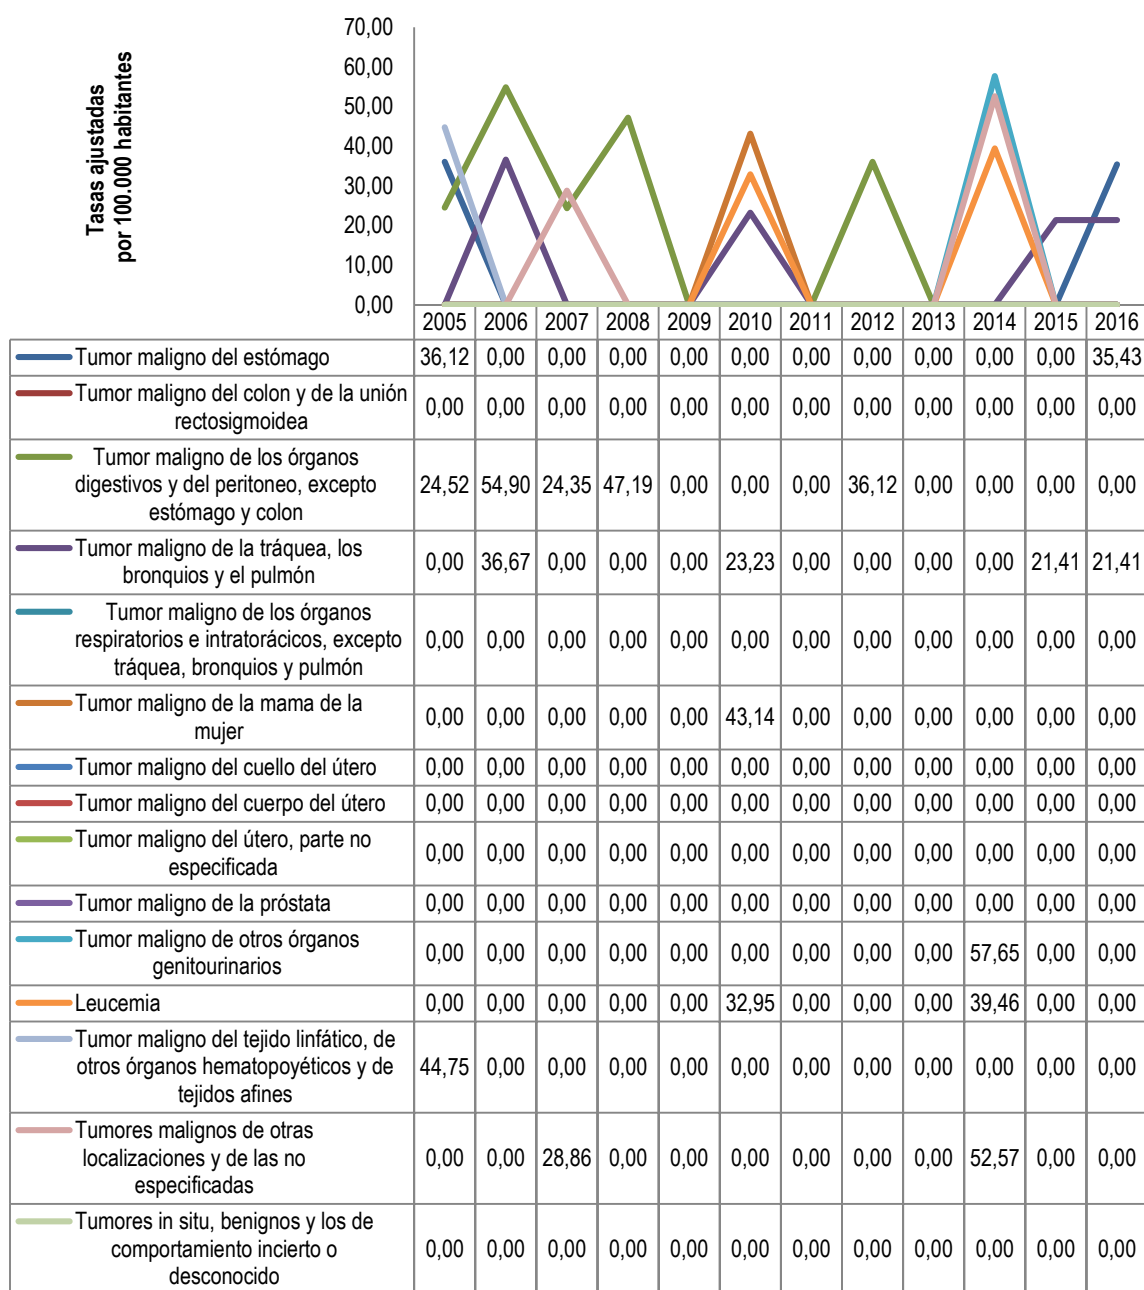 Tasas ajustadas
por 100.000 habitantes
70,00
60,00
50,00
40,00
30,00
20,00
10,00
0,00
2005 2006 2007 2008 2009 2010 2011 2012 2013 2014 2015 2016
Tumor maligno del estómago 36,12 0,00 0,00 0,00 0,00 0,00 0,00 0,00 0,00 0,00 0,00 35,43
Tumor maligno del colon y de la unión
rectosigmoidea
0,00 0,00 0,00 0,00 0,00 0,00 0,00 0,00 0,00 0,00 0,00 0,00
Tumor maligno de los órganos
digestivos y del peritoneo, excepto
estómago y colon
24,52 54,90 24,35 47,19 0,00 0,00 0,00 36,12 0,00 0,00 0,00 0,00
Tumor maligno de la tráquea, los
bronquios y el pulmón
0,00 36,67 0,00 0,00 0,00 23,23 0,00 0,00 0,00 0,00 21,41 21,41
Tumor maligno de los órganos
respiratorios e intratorácicos, excepto
tráquea, bronquios y pulmón
0,00 0,00 0,00 0,00 0,00 0,00 0,00 0,00 0,00 0,00 0,00 0,00
Tumor maligno de la mama de la
mujer
0,00 0,00 0,00 0,00 0,00 43,14 0,00 0,00 0,00 0,00 0,00 0,00
Tumor maligno del cuello del útero 0,00 0,00 0,00 0,00 0,00 0,00 0,00 0,00 0,00 0,00 0,00 0,00
Tumor maligno del cuerpo del útero 0,00 0,00 0,00 0,00 0,00 0,00 0,00 0,00 0,00 0,00 0,00 0,00
Tumor maligno del útero, parte no
especificada
0,00 0,00 0,00 0,00 0,00 0,00 0,00 0,00 0,00 0,00 0,00 0,00
Tumor maligno de la próstata 0,00 0,00 0,00 0,00 0,00 0,00 0,00 0,00 0,00 0,00 0,00 0,00
Tumor maligno de otros órganos
genitourinarios
0,00 0,00 0,00 0,00 0,00 0,00 0,00 0,00 0,00 57,65 0,00 0,00
Leucemia 0,00 0,00 0,00 0,00 0,00 32,95 0,00 0,00 0,00 39,46 0,00 0,00
Tumor maligno del tejido linfático, de
otros órganos hematopoyéticos y de
tejidos afines
44,75 0,00 0,00 0,00 0,00 0,00 0,00 0,00 0,00 0,00 0,00 0,00
Tumores malignos de otras
localizaciones y de las no
especificadas
0,00 0,00 28,86 0,00 0,00 0,00 0,00 0,00 0,00 52,57 0,00 0,00
Tumores in situ, benignos y los de
comportamiento incierto o
desconocido
0,00 0,00 0,00 0,00 0,00 0,00 0,00 0,00 0,00 0,00 0,00 0,00